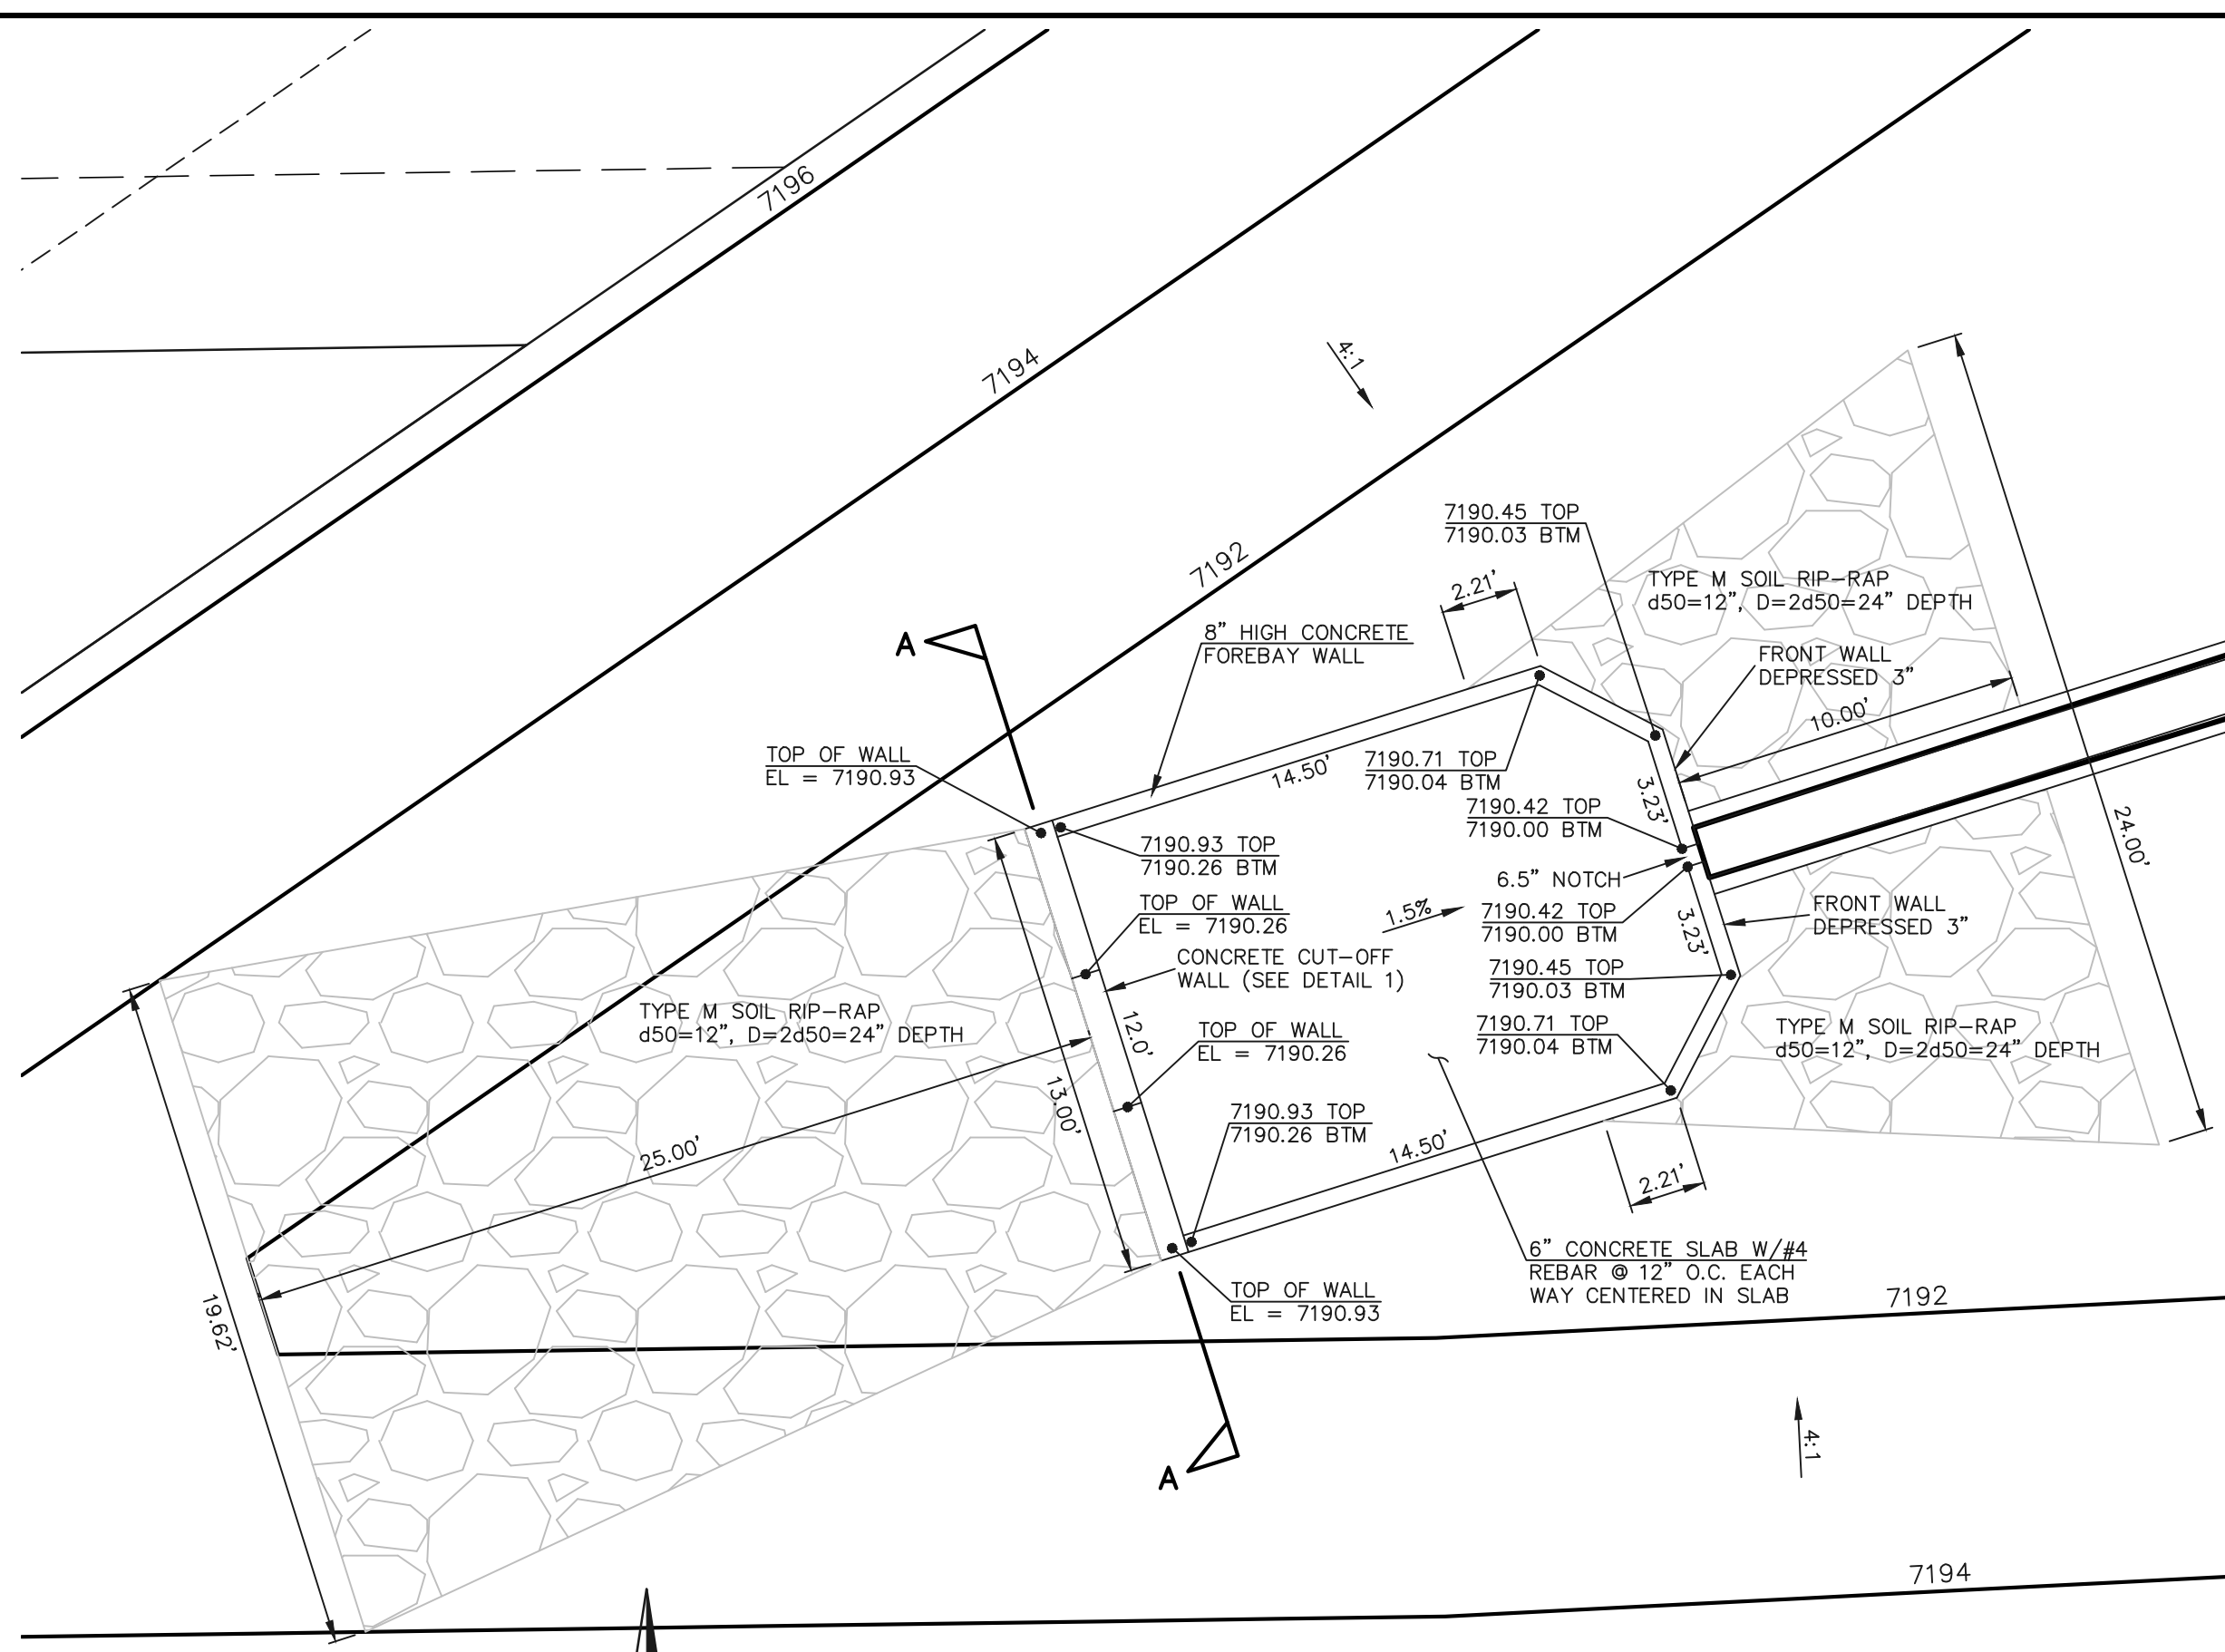 7196
7194
4:1
7192
7190.45 TOP
7190.03 BTM
TYPE M SOIL RIP-RAP
d50=12", D=2d50=24" DEPTH
2.21'
8" HIGH CONCRETE
FOREBAY WALL
A
FRONT WALL
DEPRESSED 3"
10.00'
TOP OF WALL
EL = 7190.93
14.50'
7190.71 TOP
7190.04 BTM
3.23'
7190.42 TOP
7190.00 BTM
24.00'
7190.93 TOP
7190.26 BTM
6.5" NOTCH
TOP OF WALL
EL = 7190.26
1.5%
7190.42 TOP
7190.00 BTM
3.23'
FRONT WALL
DEPRESSED 3"
CONCRETE CUT-OFF
WALL (SEE DETAIL 1)
7190.45 TOP
7190.03 BTM
TYPE M SOIL RIP-RAP
d50=12", D=2d50=24" DEPTH
12.0'
TOP OF WALL
EL = 7190.26
7190.71 TOP
7190.04 BTM
TYPE M SOIL RIP-RAP
d50=12", D=2d50=24" DEPTH
13.00'
7190.93 TOP
7190.26 BTM
25.00'
14.50'
2.21'
6" CONCRETE SLAB W/#4
REBAR @ 12" O.C. EACH
WAY CENTERED IN SLAB
TOP OF WALL
EL = 7190.93
7192
19.62'
4:1
A
7194